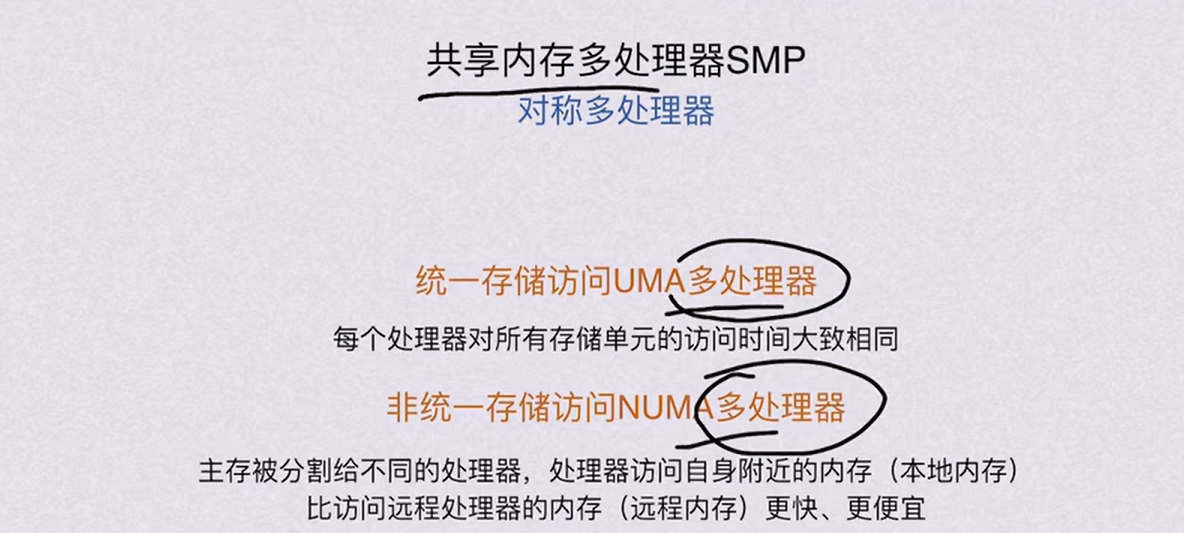 共享内存多处理器SMP
对称多处理器
统一存储访问UMA多处理器
每个处理器对所有存储单元的访问时间大致相同
非统一存储访问NUMA多处理器
主存被分割给不同的处理器，处理器访问自身附近的内存（本地内存）
比访问远程处理器的内存（远程内存）更快、更便宜